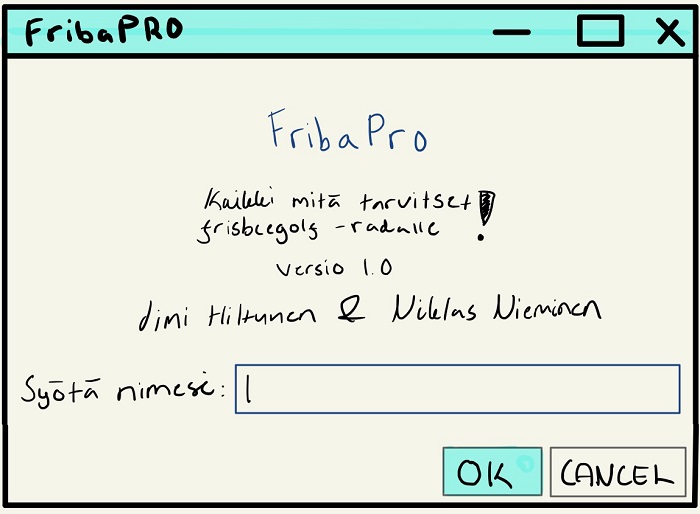 FribaPRO
FribaPro
Kaikki mitä tarvitset!
frisbeegolf -radalle
versio 1.0
Jimi Hiltunen & Niklas Nieminen
Syötä nimesi:
OK CANCEL